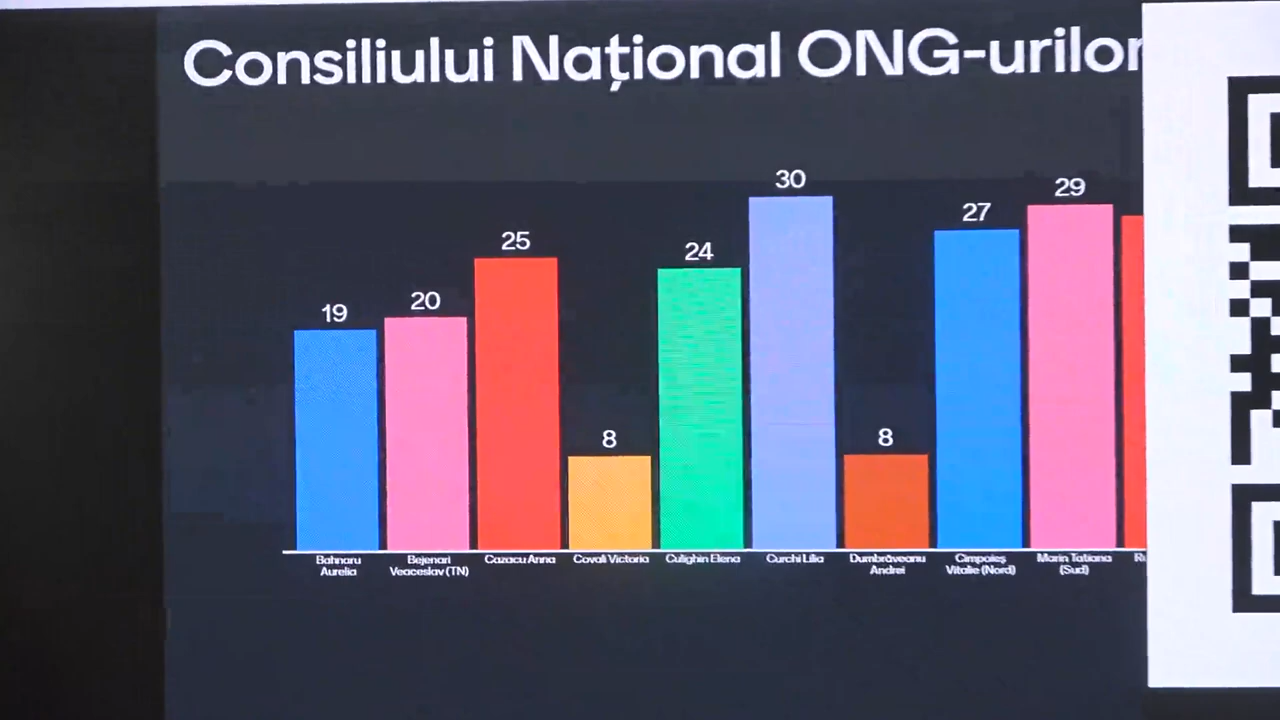 Consiliului Național ONG-urilor
30
29
27
25
24
20
19
8
8
Bahnaru
Aurelia
Bejenari
Veaceslav (TN)
Cazacu Anna
Covali Victoria
Culighin Elena
Curchi Lilia
Dumbrăveanu
Andrei
Cimpoieș
Vitalie (Nord)
Marin Tatiana
(Sud)